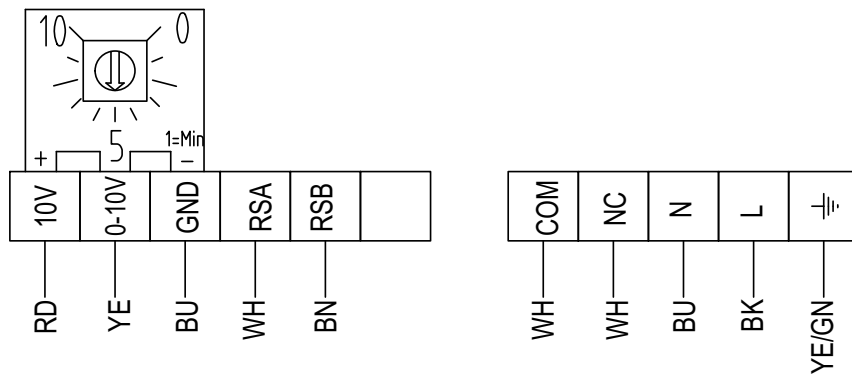 10 0
5 1=Min
+ −
10V 0-10V GND RSA RSB COM NC N L
RD YE BU WH BN WH WH BU BK YE/GN